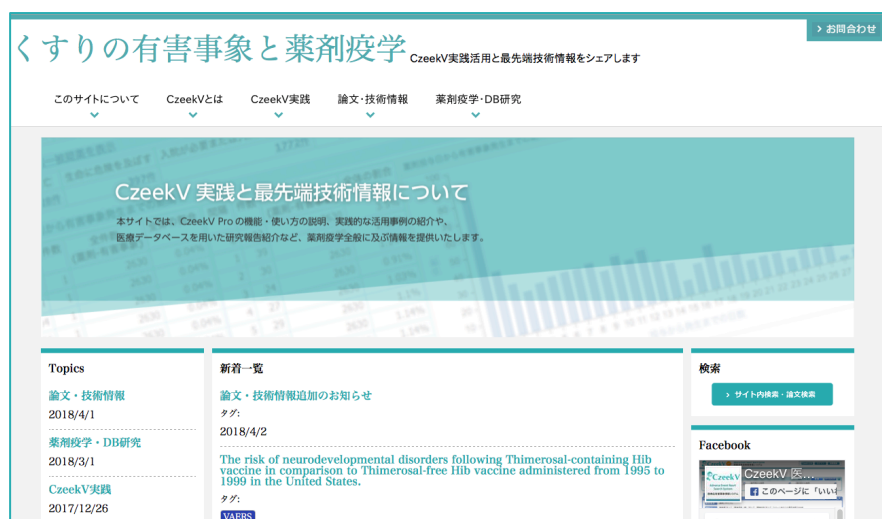 くすりの有害事象と薬剤疫学
CzeekV実践活用と最先端技術情報をシェアします
お問合わせ
このサイトについて
CzeekVとは
CzeekV実践
論文・技術情報
薬剤疫学・DB研究
CzeekV 実践と最先端技術情報について
本サイトでは、CzeekV Pro の機能・使い方の説明、実践的な活用事例の紹介や、
医療データベースを用いた研究報告紹介など、薬剤疫学全般に及ぶ情報を提供いたします。
Topics
論文・技術情報
2018/4/1
薬剤疫学・DB研究
2018/3/1
CzeekV実践
2017/12/26
新着一覧
論文・技術情報追加のお知らせ
タグ:
2018/4/2
The risk of neurodevelopmental disorders following Thimerosal-containing Hib
vaccine in comparison to Thimerosal-free Hib vaccine administered from 1995 to
1999 in the United States.
タグ:
VAERS
検索
サイト内検索・論文検索
Facebook
CzeekV
CzeekV 医...
このページに「いい